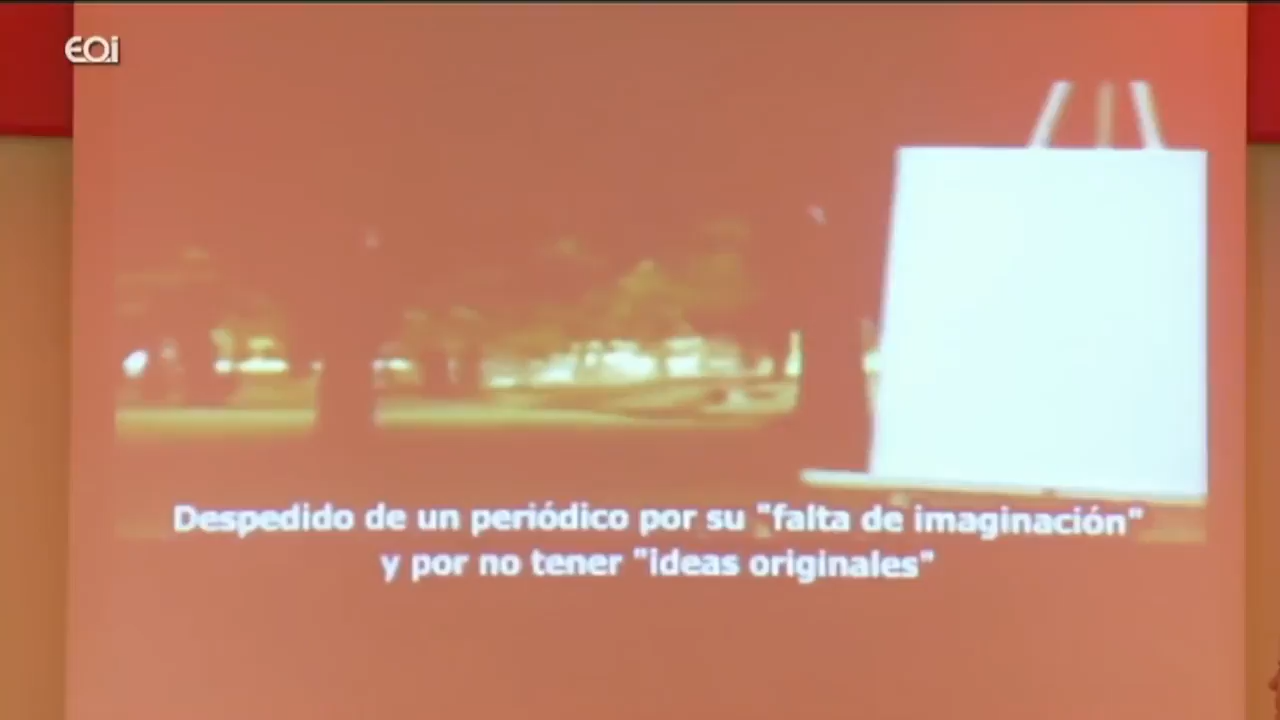 EOi
Despedido de un periódico por su "falta de imaginación"
y por no tener "ideas originales"